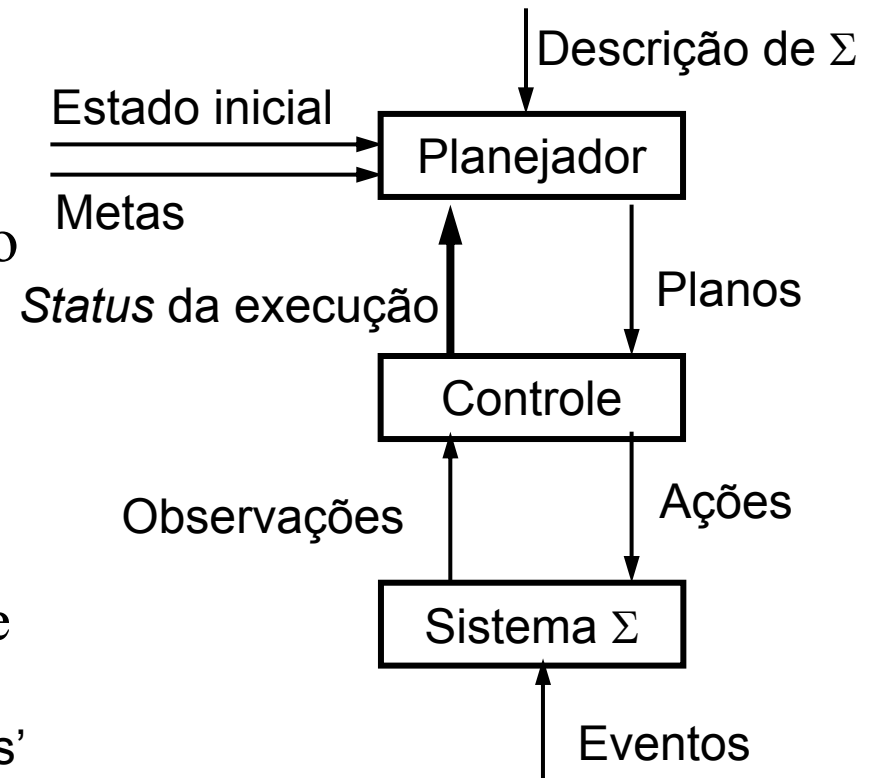 Descrição de Σ
Estado inicial
Planejador
Metas
o
Status da execução
Planos
Controle
Observações
Ações
e
Sistema Σ
s’
Eventos